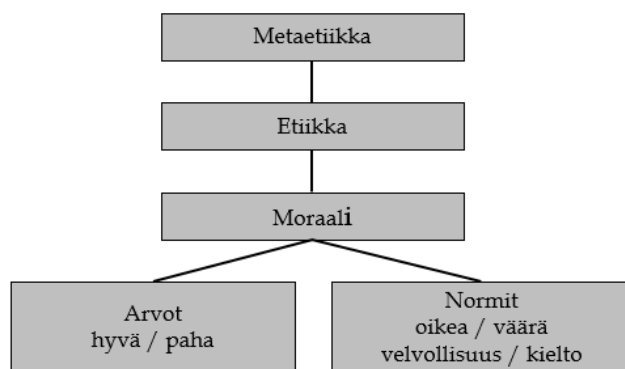 Metaetiikka
Etiikka
Moraali
Arvot
hyvä / paha
Normit
oikea / väärä
velvollisuus / kielto